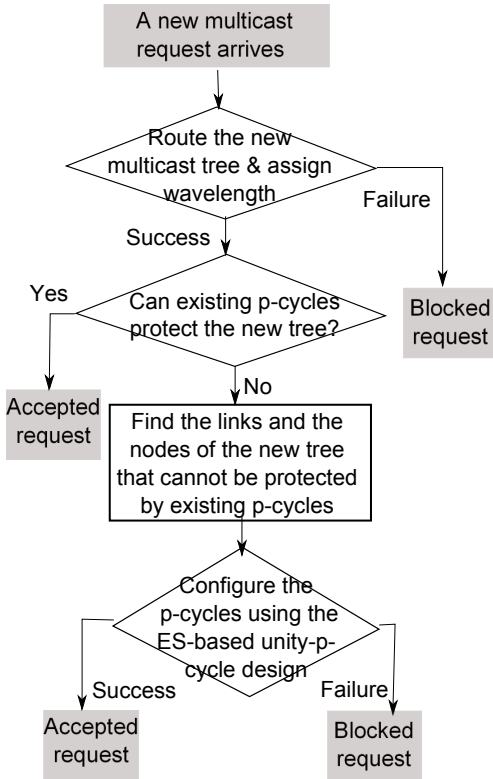 A new multicast
request arrives
Route the new
multicast tree & assign
wavelength
Failure
Success
Blocked
request
Yes
Can existing p-cycles
protect the new tree?
No
Accepted
request
Find the links and the
nodes of the new tree
that cannot be protected
by existing p-cycles
Configure the
p-cycles using the
ES-based unity-p-
cycle design
Success
Failure
Accepted
request
Blocked
request